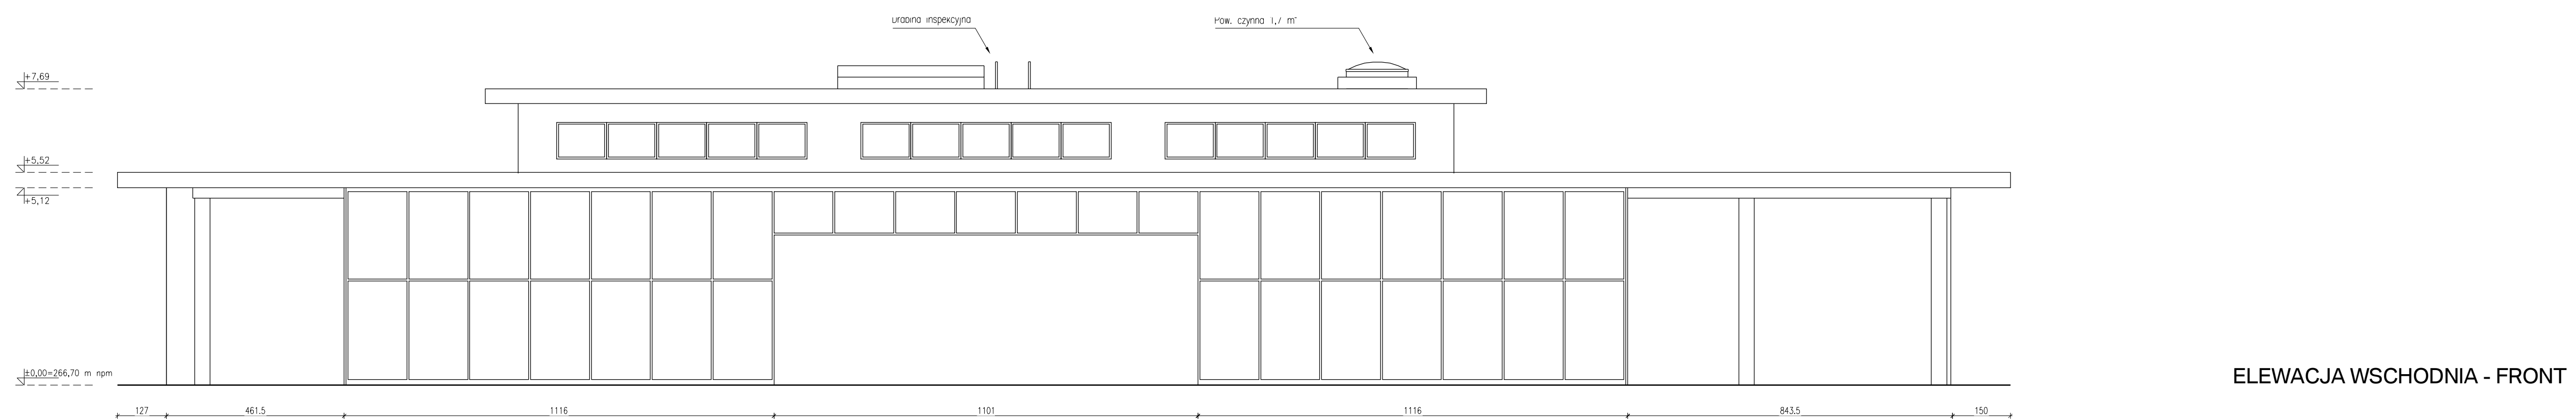 Drabina inspekcyjna
Pow. czynna 1,7 m²
+7,69
+5,52
+5,12
±0,00=266,70 m npm
ELEWACJA WSCHODNIA - FRONT
127 461.5 1116 1101 1116 843.5 150